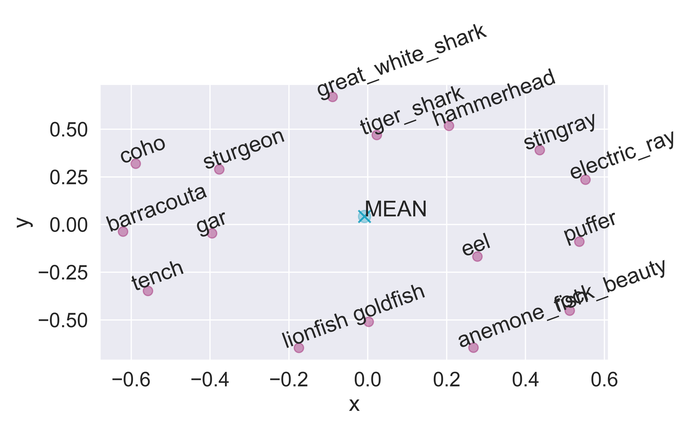 great_white_shark
tiger_shark
hammerhead
0.50
coho
sturgeon
stingray
0.25
electric_ray
barracouta
gar
MEAN
puffer
0.00
y
eel
−0.25
tench
rock_beauty
−0.50
lionfish
goldfish
anemone_fish
−0.6
−0.4
−0.2
0.0
0.2
0.4
0.6
x